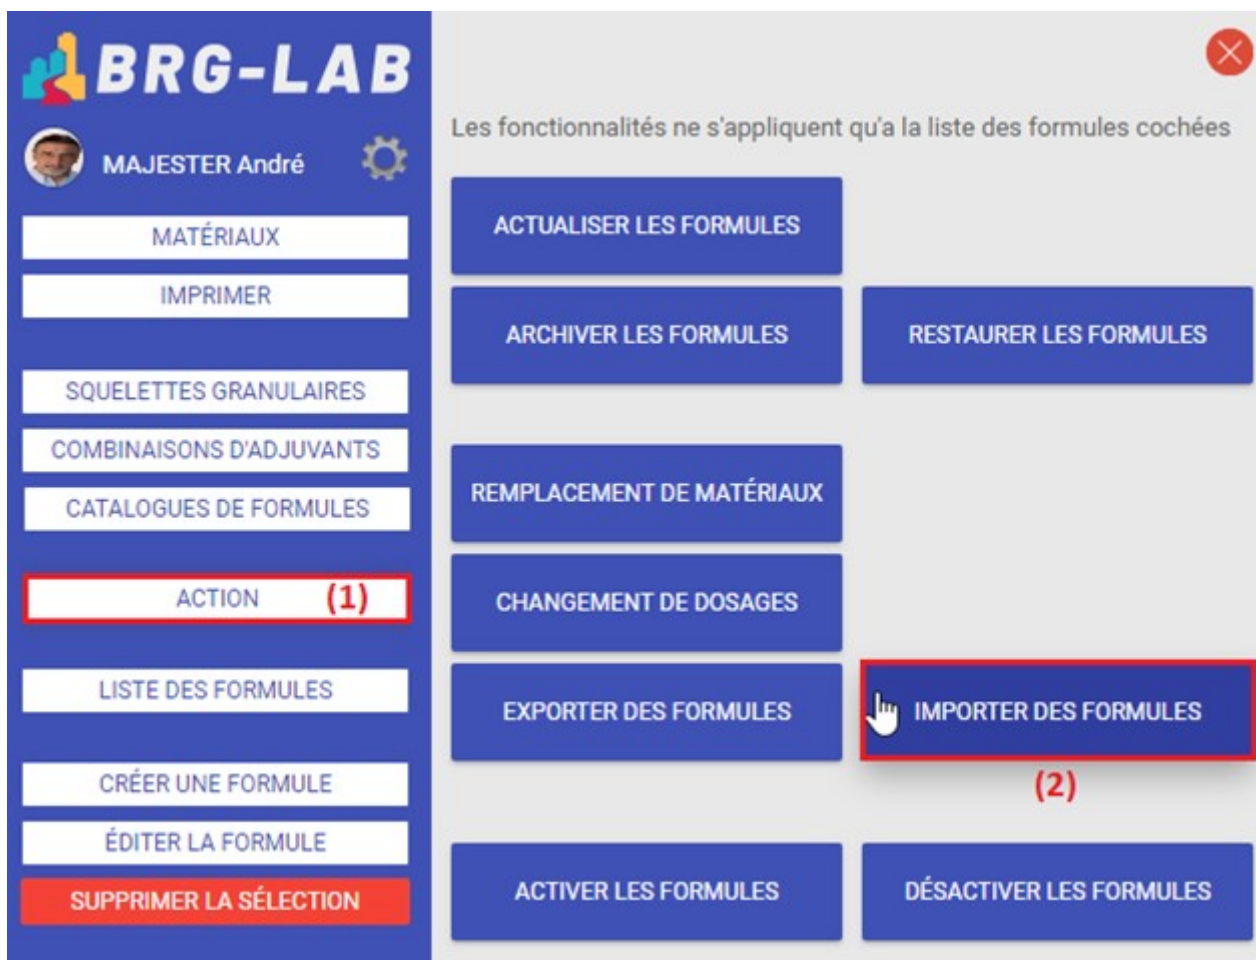 BRG-LAB
MAJESTER André
MATÉRIAUX
IMPRIMER
SQUELETTES GRANULAIRES
COMBINAISONS D'ADJUVANTS
CATALOGUES DE FORMULES
ACTION (1)
LISTE DES FORMULES
CRÉER UNE FORMULE
ÉDITER LA FORMULE
SUPPRIMER LA SÉLECTION
Les fonctionnalités ne s'appliquent qu'a la liste des formules cochées
ACTUALISER LES FORMULES
ARCHIVER LES FORMULES
RESTAURER LES FORMULES
REMPLACEMENT DE MATÉRIAUX
CHANGEMENT DE DOSAGES
EXPORTER DES FORMULES
IMPORTER DES FORMULES
(2)
ACTIVER LES FORMULES
DÉSACTIVER LES FORMULES